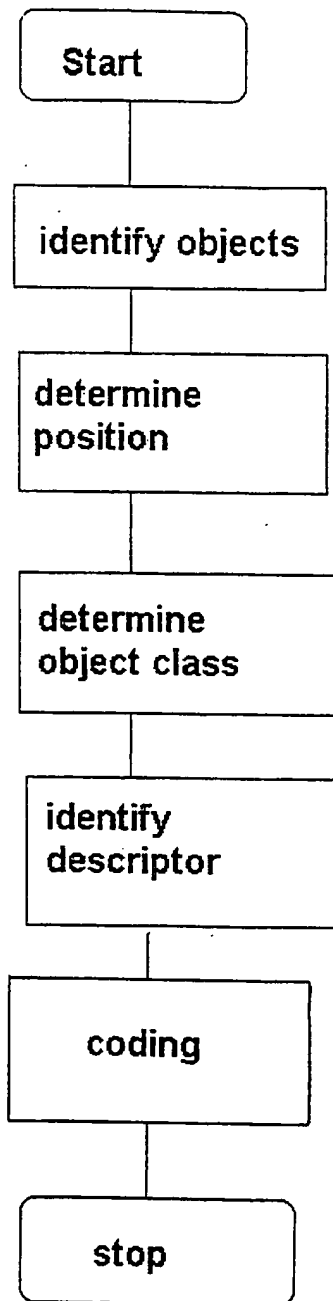 Start
identify objects
determine
position
determine
object class
identify
descriptor
coding
stop